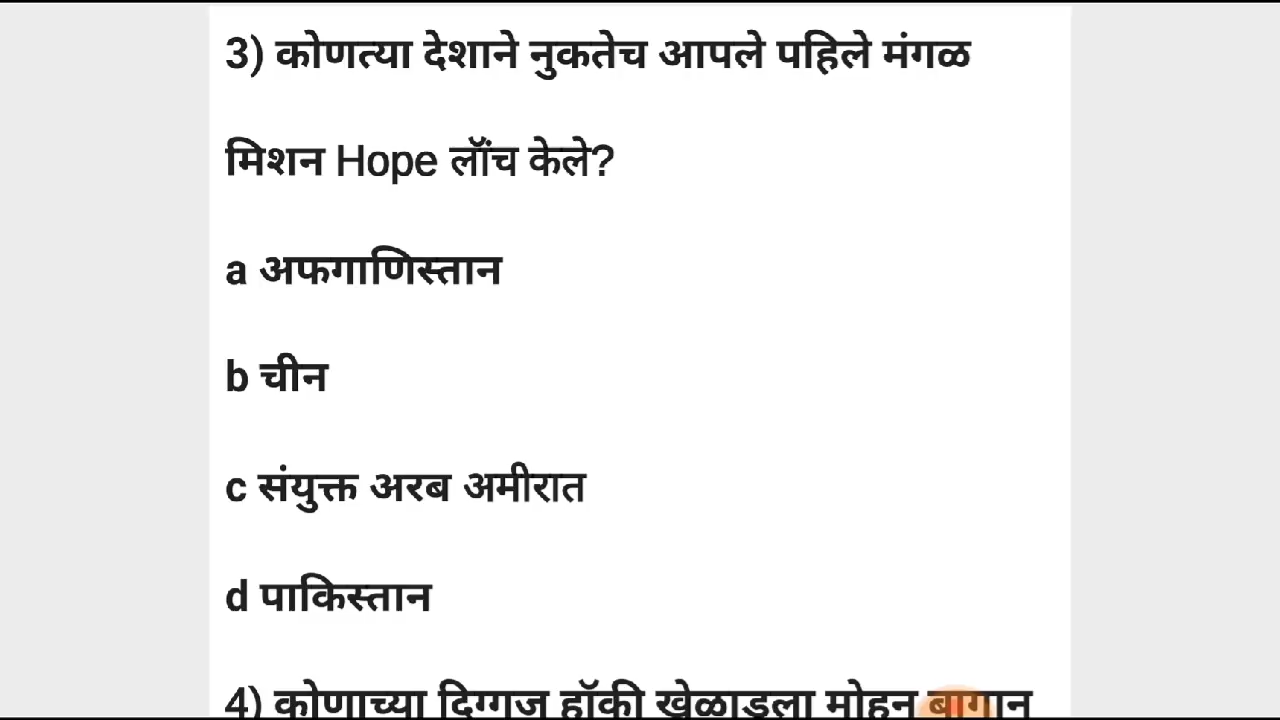 3) कोणत्या देशाने नुकतेच आपले पहिले मंगळ
मिशन Hope लॉंच केले?
a अफगाणिस्तान
b चीन
c संयुक्त अरब अमीरात
d पाकिस्तान
4) कोणाच्या दिग्गज हॉकी खेळाडूला मोहन बागान